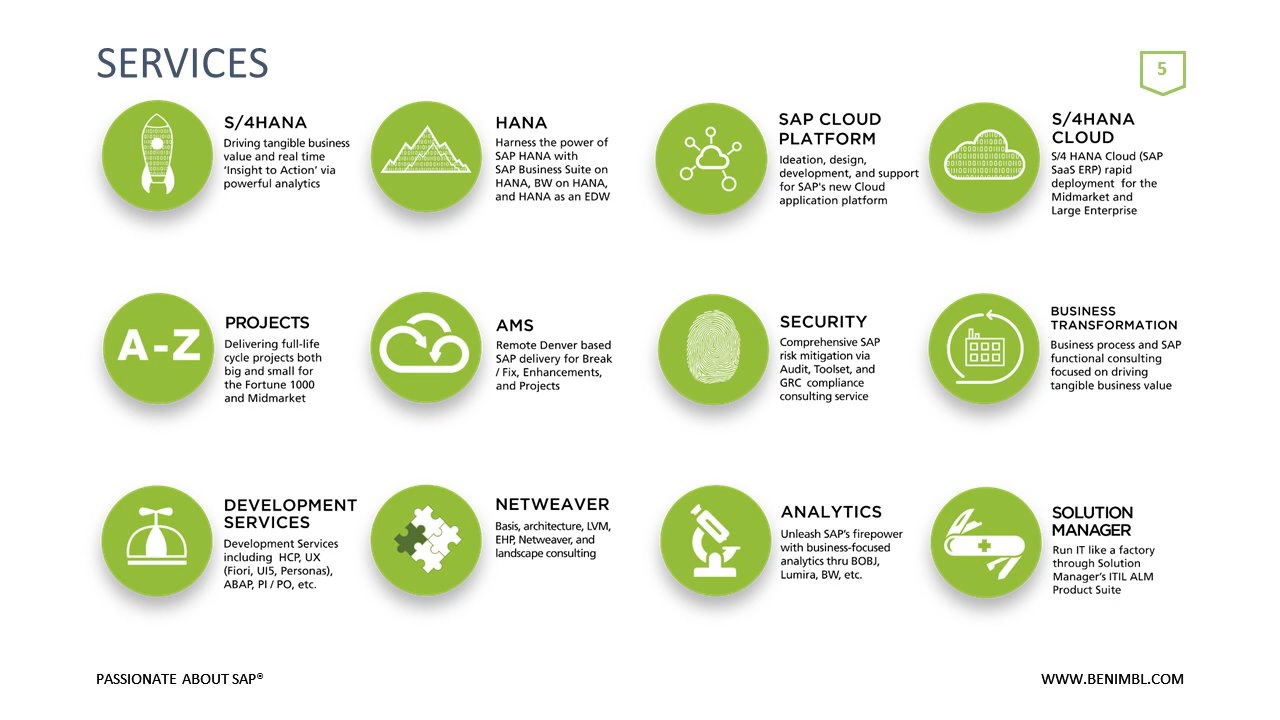 SERVICES
5
S/4HANA
Driving tangible business
value and real time
‘Insight to Action’ via
powerful analytics
HANA
Harness the power of
SAP HANA with
SAP Business Suite on
HANA, BW on HANA,
and HANA as an EDW
SAP CLOUD
PLATFORM
Ideation, design,
development, and support
for SAP's new Cloud
application platform
S/4HANA
CLOUD
S/4 HANA Cloud (SAP
SaaS ERP) rapid
deployment for the
Midmarket and
Large Enterprise
A-Z
PROJECTS
Delivering full-life
cycle projects both
big and small for
the Fortune 1000
and Midmarket
AMS
Remote Denver based
SAP delivery for Break
/ Fix, Enhancements,
and Projects
SECURITY
Comprehensive SAP
risk mitigation via
Audit, Toolset, and
GRC compliance
consulting service
BUSINESS
TRANSFORMATION
Business process and SAP
functional consulting
focused on driving
tangible business value
DEVELOPMENT
SERVICES
Development Services
including HCP, UX
(Fiori, UI5, Personas),
ABAP, PI / PO, etc.
NETWEAVER
Basis, architecture, LVM,
EHP, Netweaver, and
landscape consulting
ANALYTICS
Unleash SAP’s firepower
with business-focused
analytics thru BOBJ,
Lumira, BW, etc.
SOLUTION
MANAGER
Run IT like a factory
through Solution
Manager’s ITIL ALM
Product Suite
PASSIONATE ABOUT SAP®
WWW.BENIMBL.COM